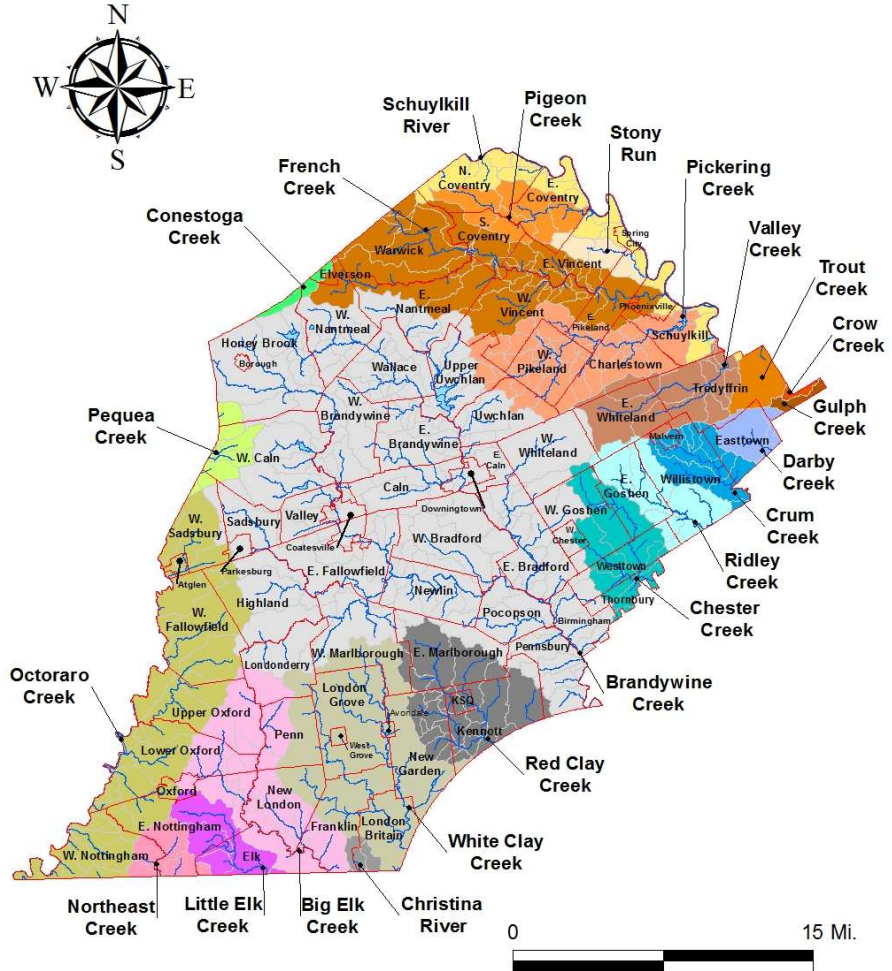 N
W
E
S
Schuylkill
River
Pigeon
Creek
Stony
Run
French
Creek
Pickering
Creek
Conestoga
Creek
Valley
Creek
Trout
Creek
Crow
Creek
Gulph
Creek
Pequea
Creek
Darby
Creek
Crum
Creek
Ridley
Creek
Chester
Creek
Octoraro
Creek
Brandywine
Creek
Red Clay
Creek
White Clay
Creek
Northeast
Creek
Little Elk
Creek
Big Elk
Creek
Christina
River
N.
Coventry
E.
Coventry
S.
Coventry
Spring
City
Warwick
E. Vincent
Elverson
E.
Nantmeal
W.
Vincent
Phoenixville
E.
Pikeland
Schuylkill
W.
Nantmeal
Honey Brook
Borough
Wallace
Upper
Uwchlan
W.
Pikeland
Charlestown
Tredyffrin
W.
Brandywine
Uwchlan
E.
Whiteland
E.
Brandywine
W.
Whiteland
Malvern
Easttown
W. Caln
E.
Caln
Willistown
Caln
E.
Goshen
Downingtown
W. Goshen
W.
Sadsbury
Sadsbury
Valley
Coatesville
W. Bradford
W.
Chester
Parkesburg
Atglen
E. Fallowfield
E. Bradford
Westtown
Newlin
Thornbury
Highland
W.
Fallowfield
Pocopson
Birmingham
Londonderry
W. Marlborough
E. Marlborough
Pennsbury
London
Grove
KSQ
Upper Oxford
Penn
Avondale
West
Grove
Kennett
Lower Oxford
New
Garden
Oxford
New
London
E. Nottingham
Franklin
London
Britain
W. Nottingham
Elk
0
15 Mi.